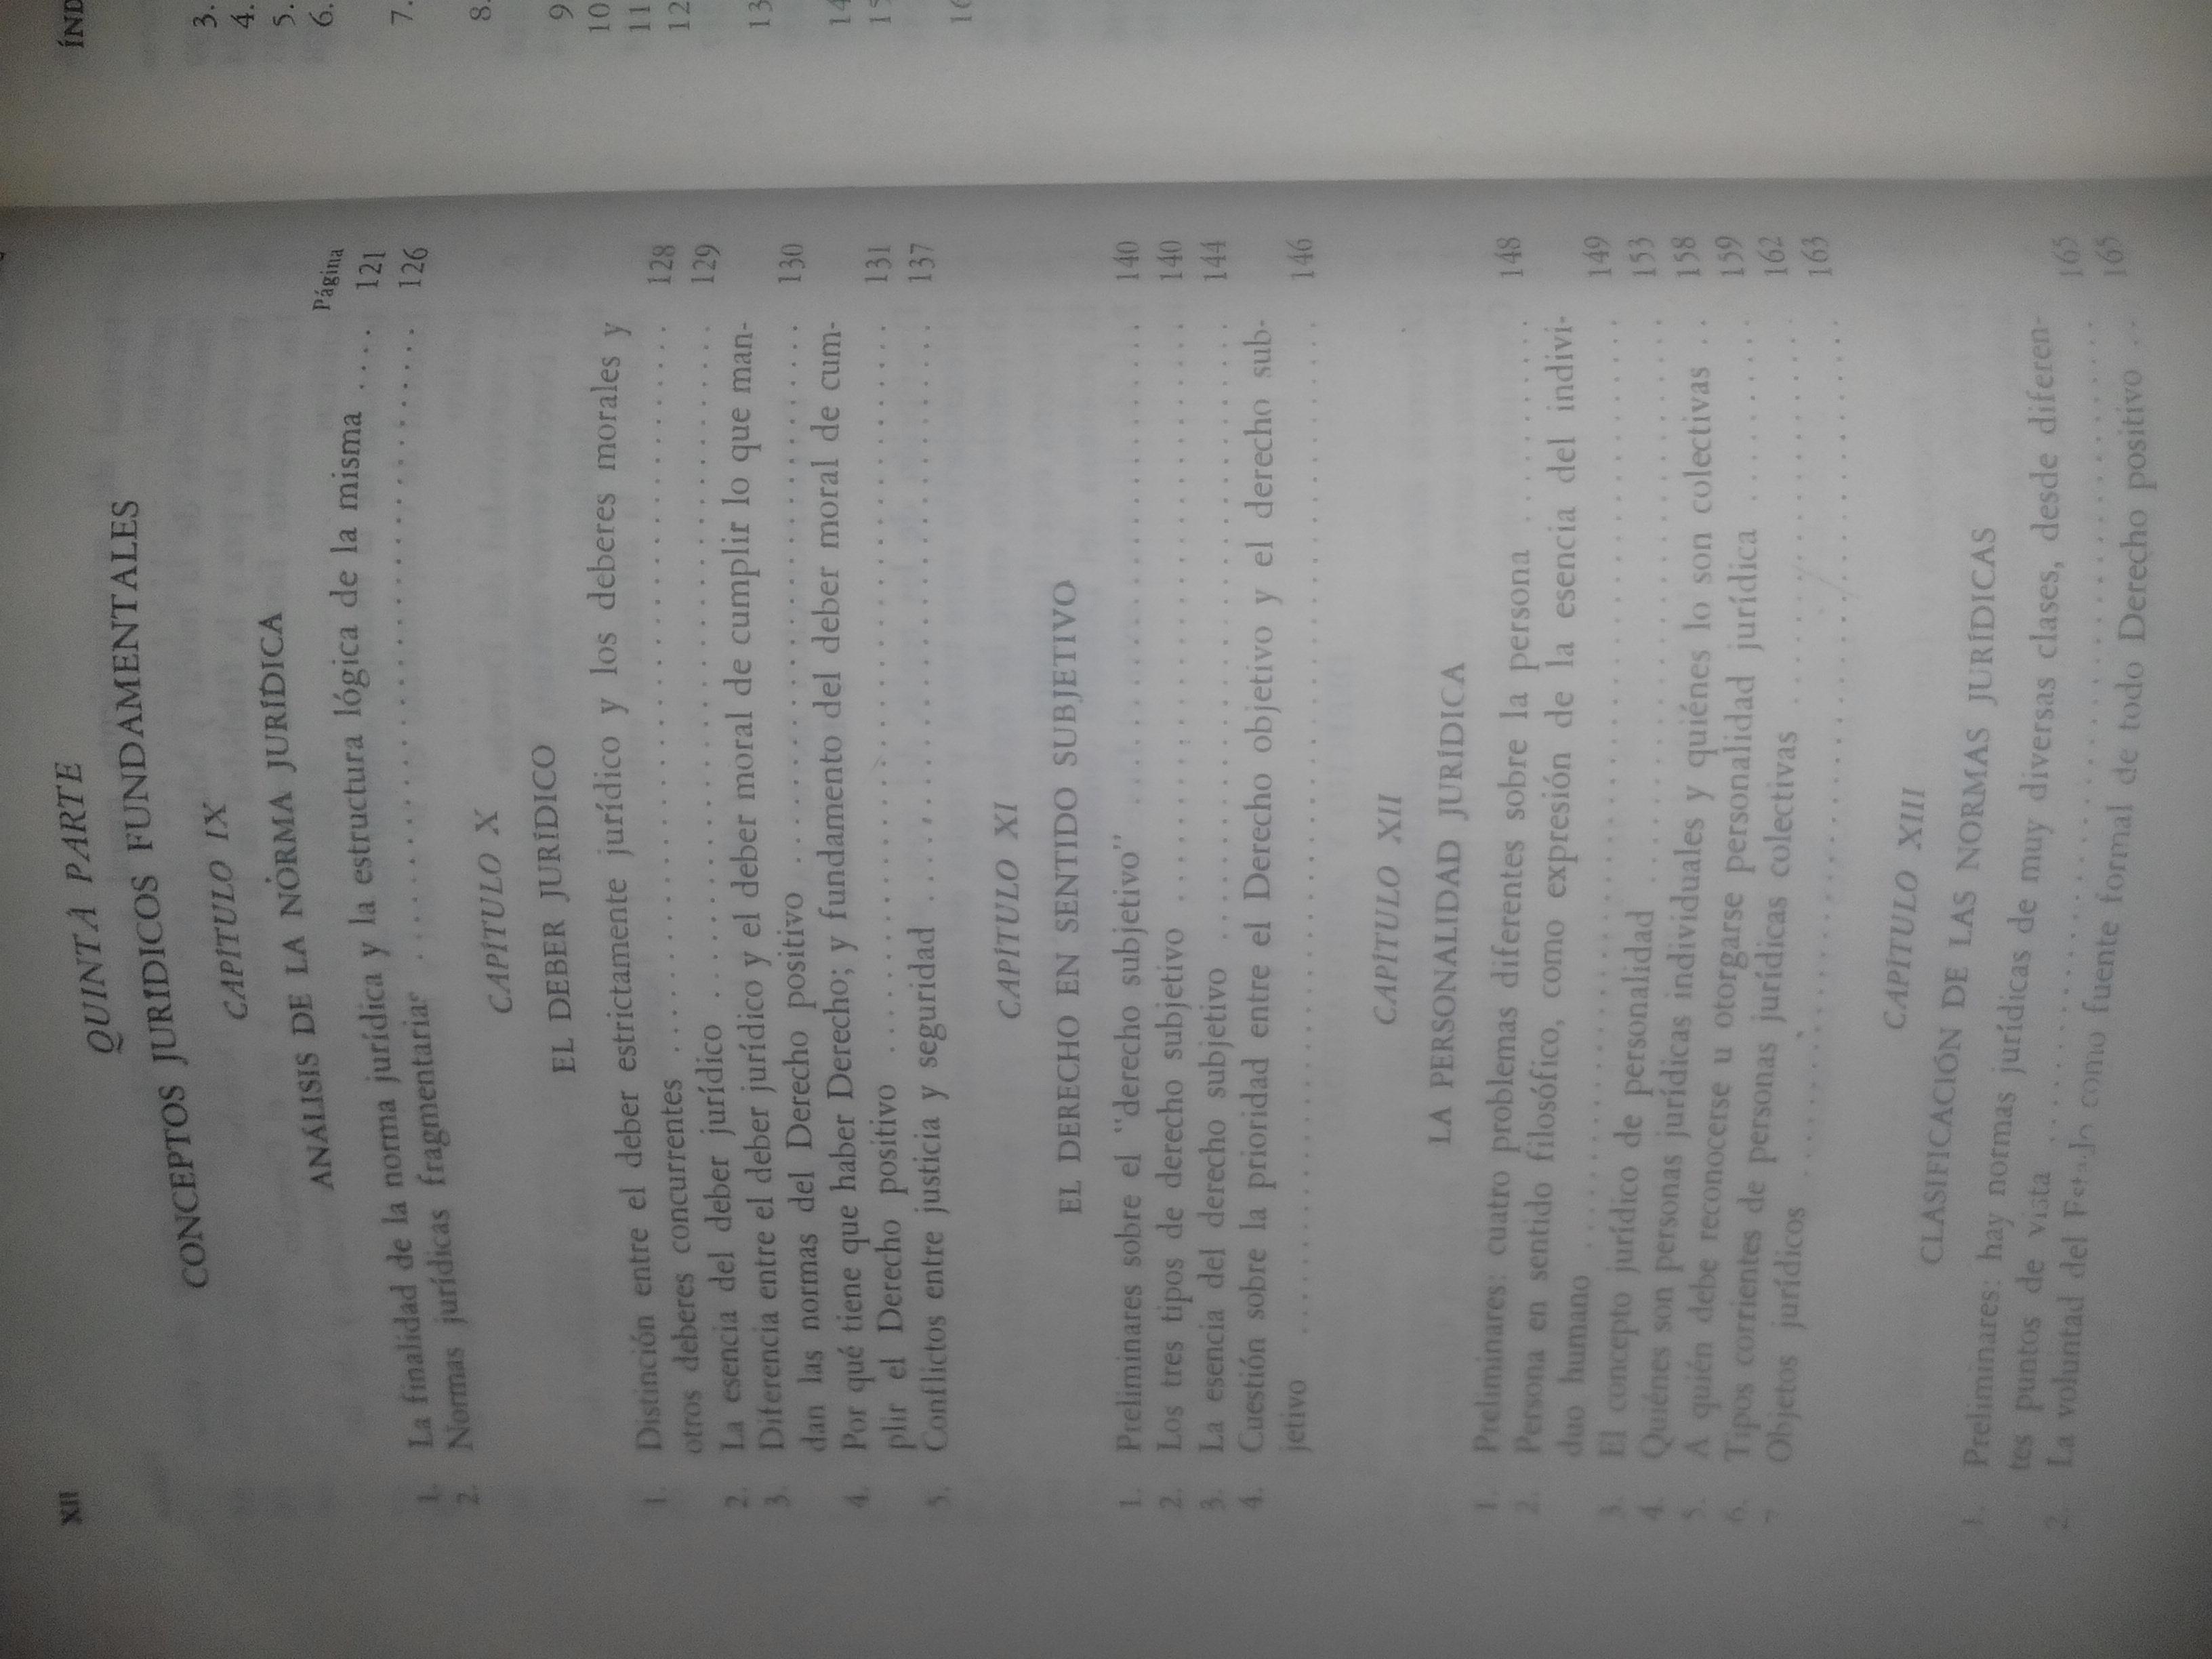 XII
QUINTA PARTE
CONCEPTOS JURÍDICOS FUNDAMENTALES
CAPÍTULO IX
ANÁLISIS DE LA NORMA JURÍDICA
Página
1. La finalidad de la norma jurídica y la estructura lógica de la misma .... 121
2. Normas jurídicas fragmentarias .... 126
CAPÍTULO X
EL DEBER JURÍDICO
1. Distinción entre el deber estrictamente jurídico y los deberes morales y
otros deberes concurrentes .... 128
2. La esencia del deber jurídico .... 129
3. Diferencia entre el deber jurídico y el deber moral de cumplir lo que man-
dan las normas del Derecho positivo .... 130
4. Por qué tiene que haber Derecho; y fundamento del deber moral de cum-
plir el Derecho positivo .... 131
5. Conflictos entre justicia y seguridad .... 137
CAPÍTULO XI
EL DERECHO EN SENTIDO SUBJETIVO
1. Preliminares sobre el "derecho subjetivo" .... 140
2. Los tres tipos de derecho subjetivo .... 140
3. La esencia del derecho subjetivo .... 144
4. Cuestión sobre la prioridad entre el Derecho objetivo y el derecho sub-
jetivo .... 146
CAPÍTULO XII
LA PERSONALIDAD JURÍDICA
1. Preliminares: cuatro problemas diferentes sobre la persona .... 148
2. Persona en sentido filosófico, como expresión de la esencia del indivi-
duo humano .... 149
3. El concepto jurídico de personalidad .... 153
4. Quiénes son personas jurídicas individuales y quiénes lo son colectivas .. 158
5. A quién debe reconocerse u otorgarse personalidad jurídica .... 159
6. Tipos corrientes de personas jurídicas colectivas .... 162
7 Objetos jurídicos .... 163
CAPÍTULO XIII
CLASIFICACIÓN DE LAS NORMAS JURÍDICAS
1. Preliminares: hay normas jurídicas de muy diversas clases, desde diferen-
tes puntos de vista .... 165
2. La voluntad del Estado como fuente formal de todo Derecho positivo .. 165
ÍND
3.
4.
5.
6.
7.
8.
9
10
11
12
13
14
15
16